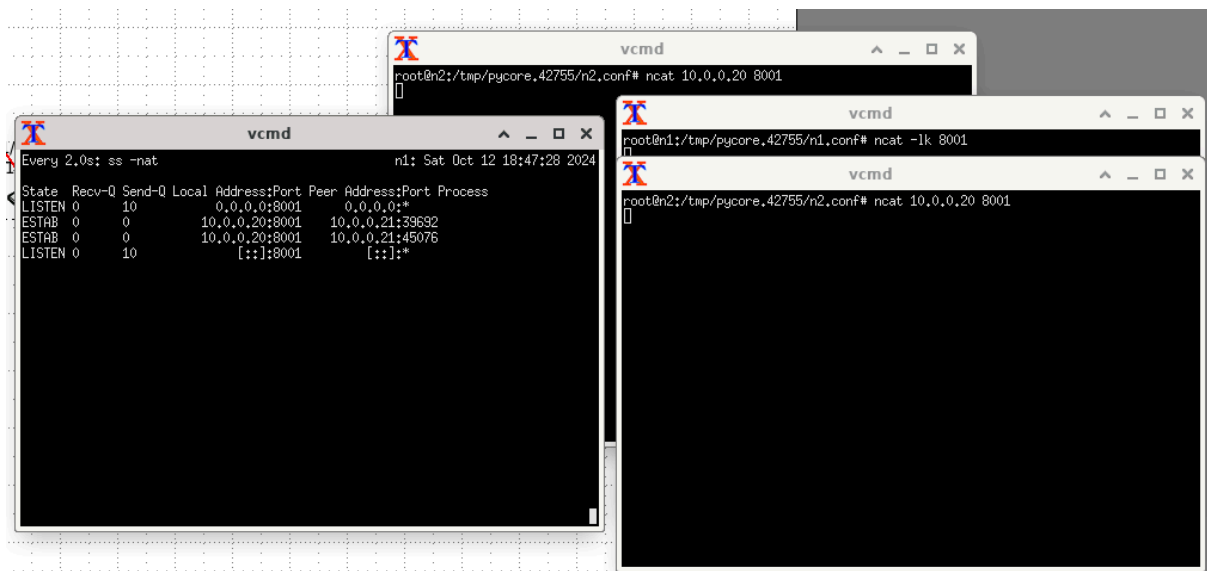 vcmd
root@n2:/tmp/pycore.42755/n2.conf# ncat 10.0.0.20 8001
vcmd
root@n1:/tmp/pycore.42755/n1.conf# ncat -lk 8001
vcmd
Every 2.0s: ss -nat n1: Sat Oct 12 18:47:28 2024
State Recv-Q Send-Q Local Address:Port Peer Address:Port Process
LISTEN 0 10 0.0.0.0:8001 0.0.0.0:*
ESTAB 0 0 10.0.0.20:8001 10.0.0.21:39692
ESTAB 0 0 10.0.0.20:8001 10.0.0.21:45076
LISTEN 0 10 [::]:8001 [::]:*
vcmd
root@n2:/tmp/pycore.42755/n2.conf# ncat 10.0.0.20 8001